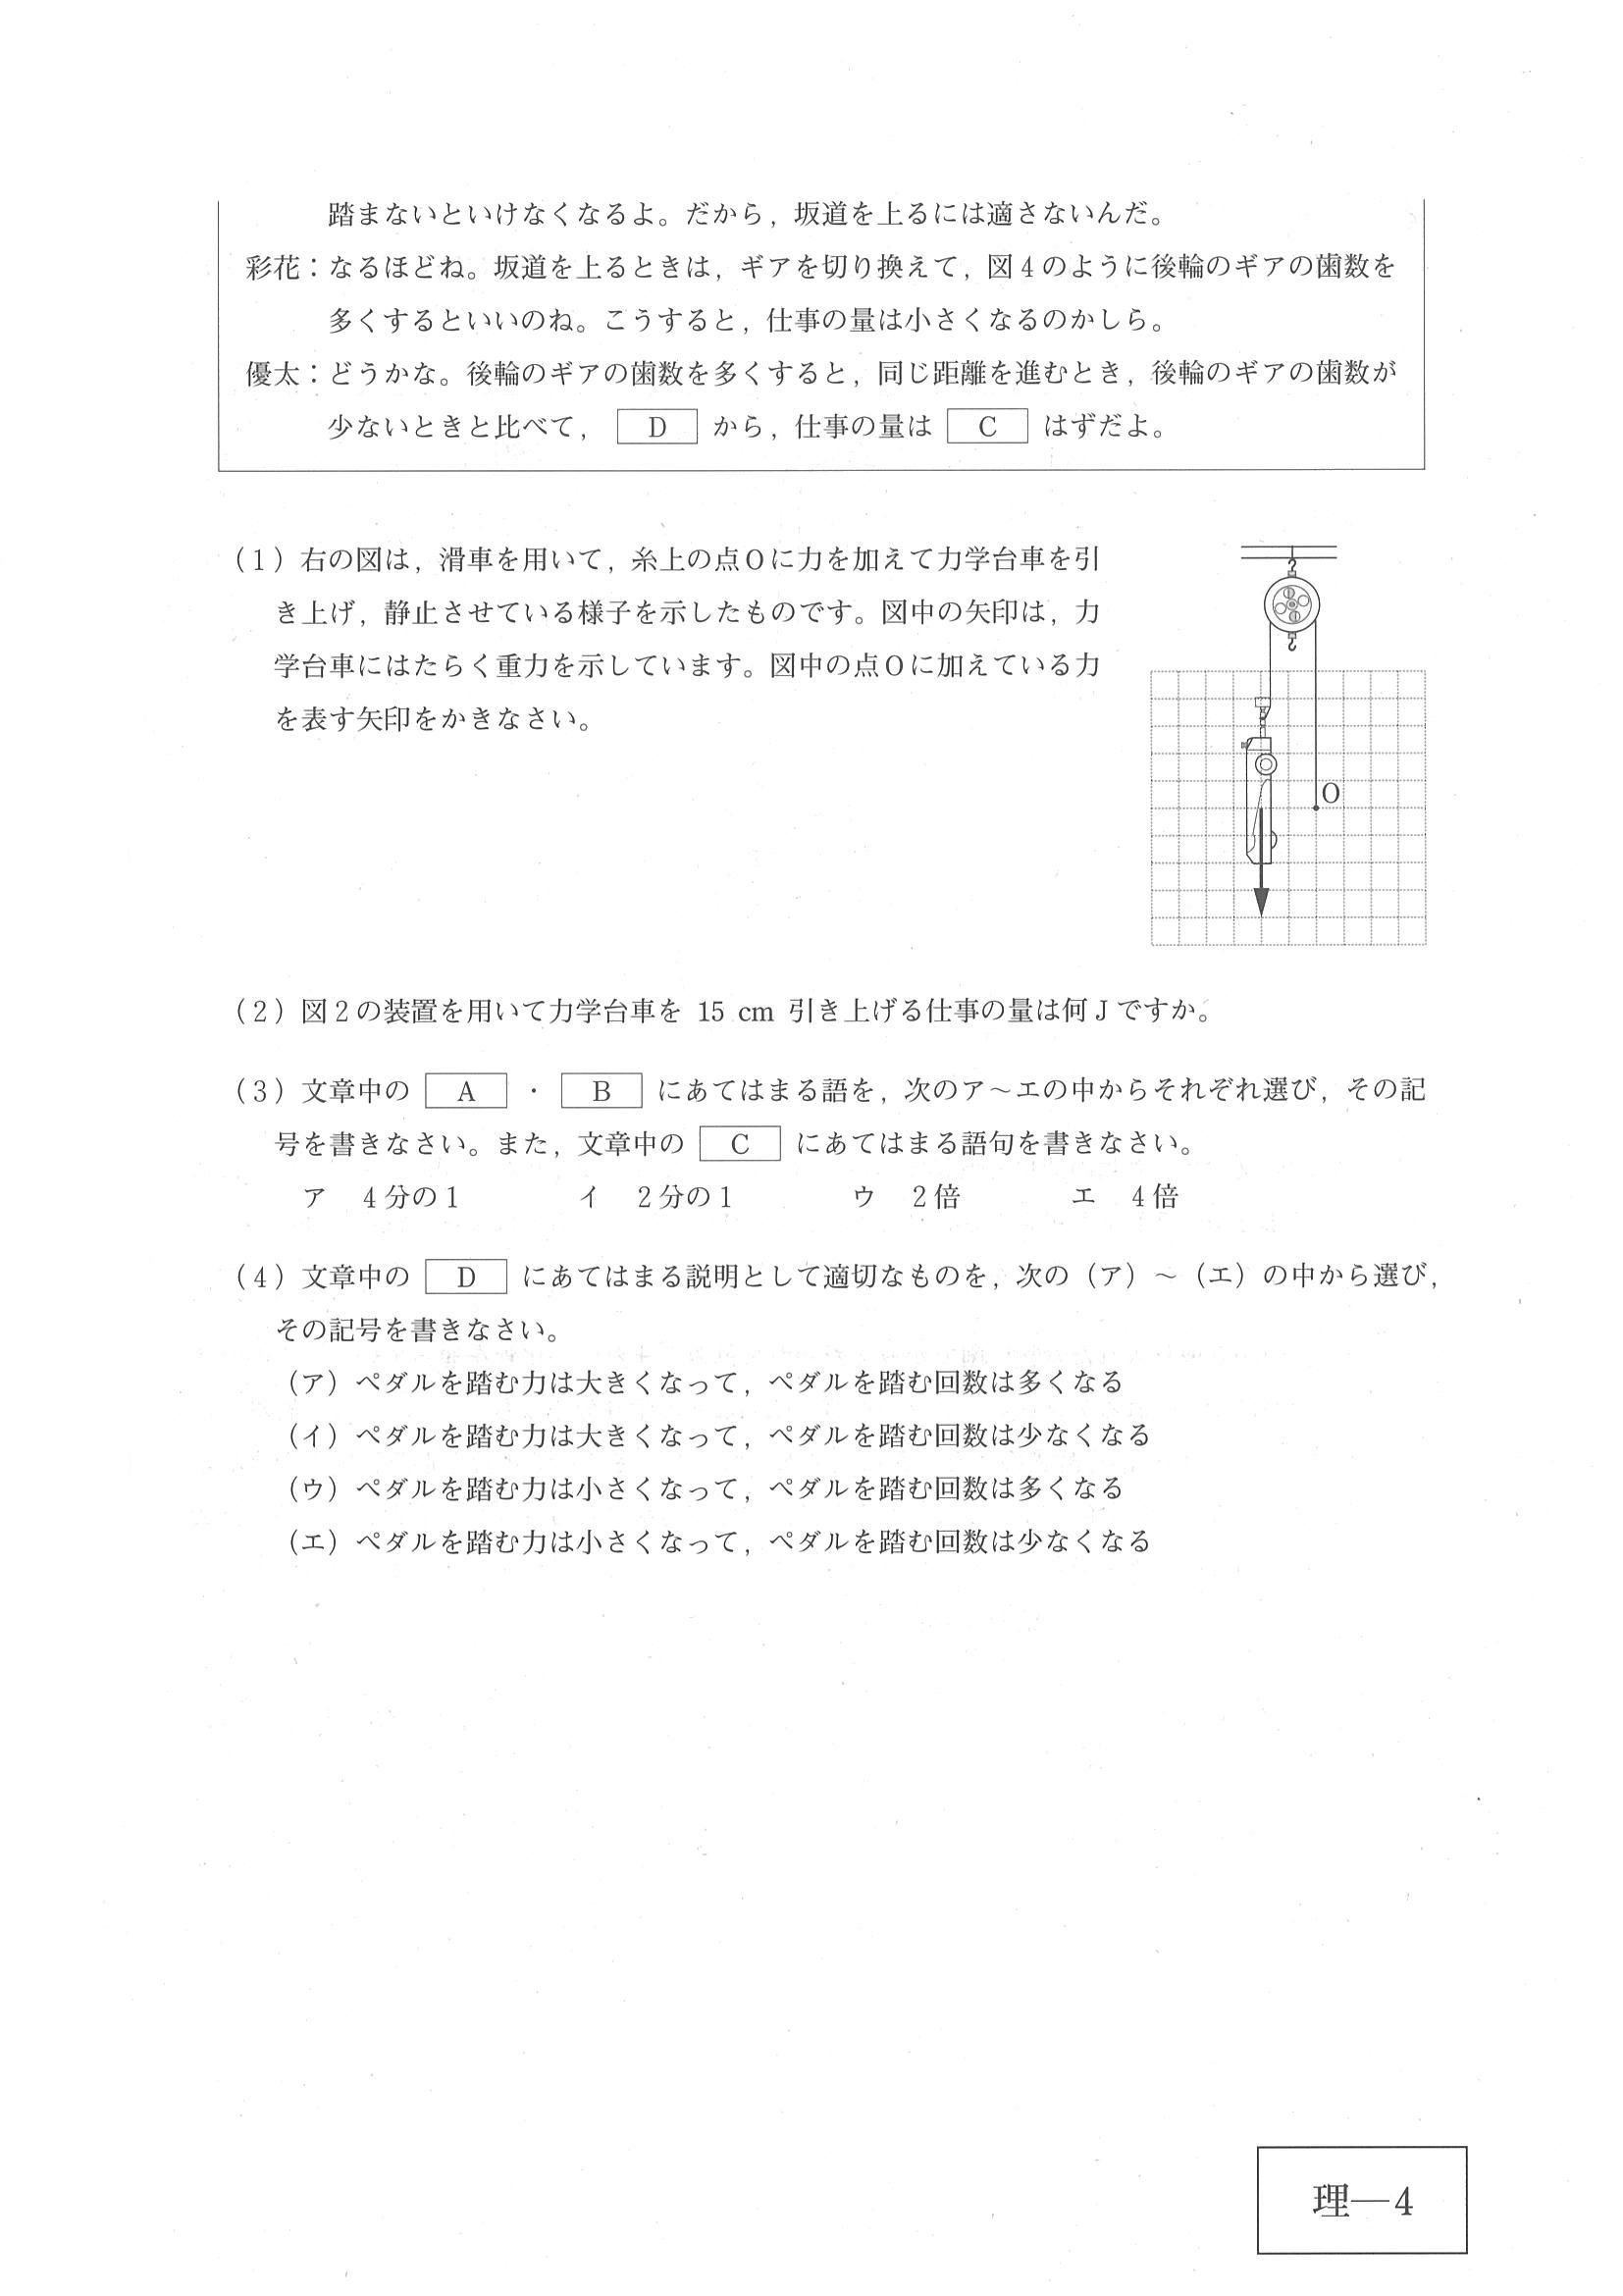 踏まないといけなくなるよ。だから，坂道を上るには適さないんだ。
彩花：なるほどね。坂道を上るときは，ギアを切り換えて，図4のように後輪のギアの歯数を
多くするといいのね。こうすると，仕事の量は小さくなるのかしら。
優太：どうかな。後輪のギアの歯数を多くすると，同じ距離を進むとき，後輪のギアの歯数が
少ないときと比べて， D から，仕事の量は C はずだよ。
（1）右の図は，滑車を用いて，糸上の点Oに力を加えて力学台車を引
き上げ，静止させている様子を示したものです。図中の矢印は，力
学台車にはたらく重力を示しています。図中の点Oに加えている力
を表す矢印をかきなさい。
O
（2）図2の装置を用いて力学台車を 15 cm 引き上げる仕事の量は何Jですか。
（3）文章中の A ・ B にあてはまる語を，次のア～エの中からそれぞれ選び，その記
号を書きなさい。また，文章中の C にあてはまる語句を書きなさい。
ア 4分の1 イ 2分の1 ウ 2倍 エ 4倍
（4）文章中の D にあてはまる説明として適切なものを，次の（ア）～（エ）の中から選び，
その記号を書きなさい。
（ア）ペダルを踏む力は大きくなって，ペダルを踏む回数は多くなる
（イ）ペダルを踏む力は大きくなって，ペダルを踏む回数は少なくなる
（ウ）ペダルを踏む力は小さくなって，ペダルを踏む回数は多くなる
（エ）ペダルを踏む力は小さくなって，ペダルを踏む回数は少なくなる
理―4